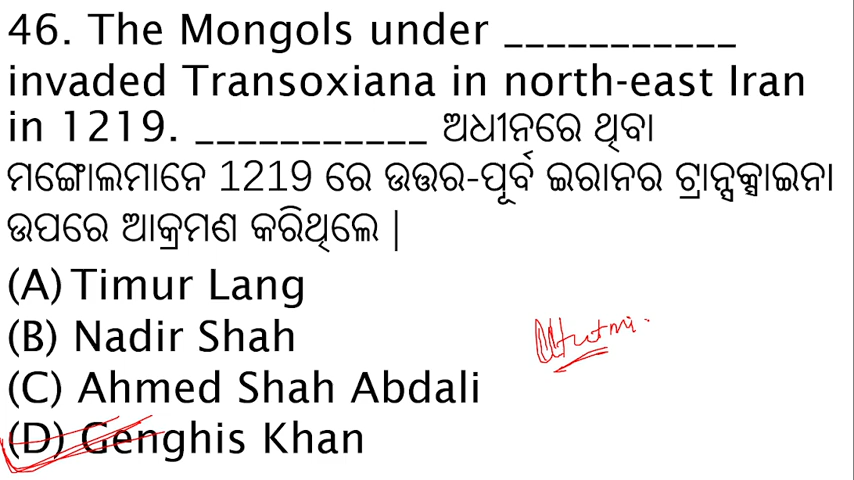 46. The Mongols under ___________
invaded Transoxiana in north-east Iran
in 1219. ___________ ଅଧୀନରେ ଥିବା
ମଙ୍ଗୋଲମାନେ 1219 ରେ ଉତ୍ତର-ପୂର୍ବ ଇରାନର ଟ୍ରାନ୍ସକ୍ସାଇନା
ଉପରେ ଆକ୍ରମଣ କରିଥିଲେ |
(A) Timur Lang
(B) Nadir Shah
(C) Ahmed Shah Abdali
(D) Genghis Khan